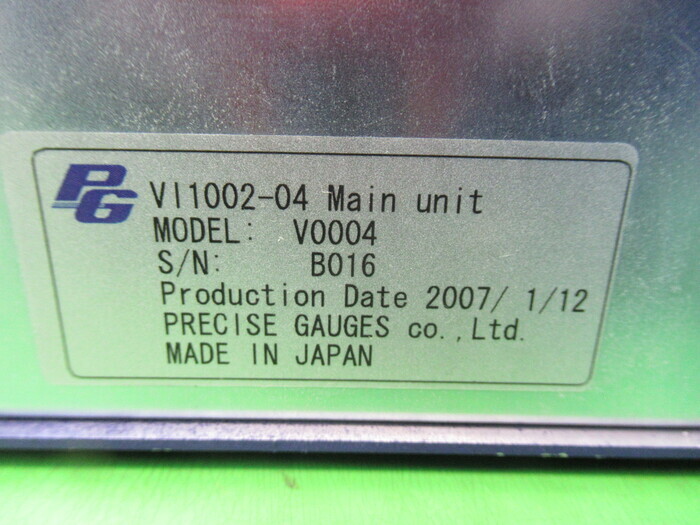 PG
VI1002-04 Main unit
MODEL: V0004
S/N: B016
Production Date 2007/ 1/12
PRECISE GAUGES co.,Ltd.
MADE IN JAPAN